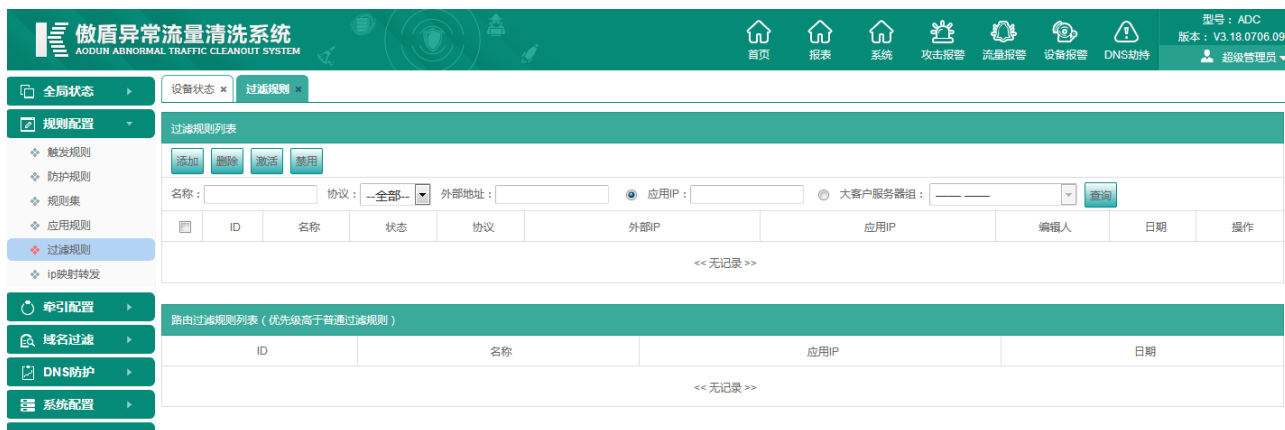 傲盾异常流量清洗系统
AODUN ABNORMAL TRAFFIC CLEANOUT SYSTEM
首页 报表 系统 攻击报警 流量报警 设备报警 DNS劫持
型号：ADC
版本：V3.18.0706.09
超级管理员
全局状态
规则配置
触发规则
防护规则
规则集
应用规则
过滤规则
ip映射转发
牵引配置
域名过滤
DNS防护
系统配置
设备状态 × 过滤规则 ×
过滤规则列表
添加 删除 激活 禁用
名称： 协议： --全部-- 外部地址： 应用IP： 大客户服务器组： —— —— 查询
ID 名称 状态 协议 外部IP 应用IP 编辑人 日期 操作
<< 无记录 >>
路由过滤规则列表（优先级高于普通过滤规则）
ID 名称 应用IP 日期
<< 无记录 >>